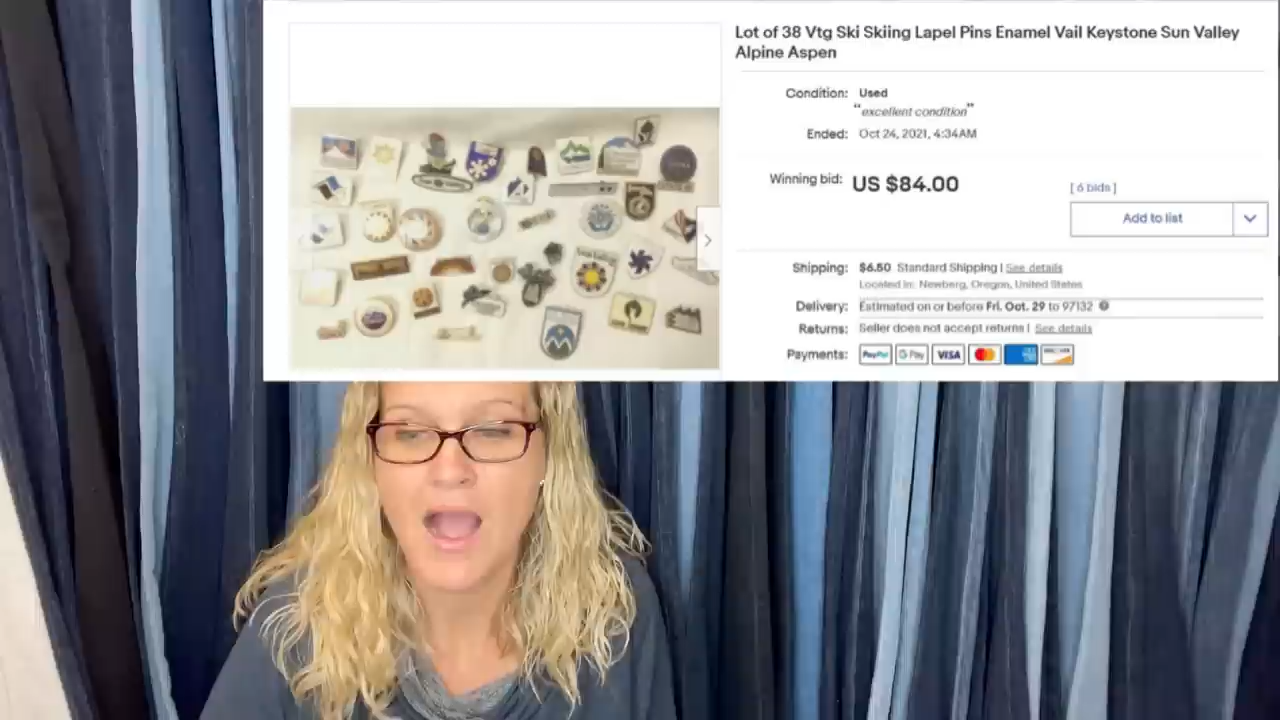 Lot of 38 Vtg Ski Skiing Lapel Pins Enamel Vail Keystone Sun Valley
Alpine Aspen
Condition: Used
“excellent condition”
Ended: Oct 24, 2021, 4:34AM
Winning bid: US $84.00
[ 6 bids ]
Add to list
Shipping: $6.50 Standard Shipping | See details
Located in: Newberg, Oregon, United States
Delivery: Estimated on or before Fri. Oct. 29 to 97132
Returns: Seller does not accept returns | See details
Payments: PayPal G Pay VISA